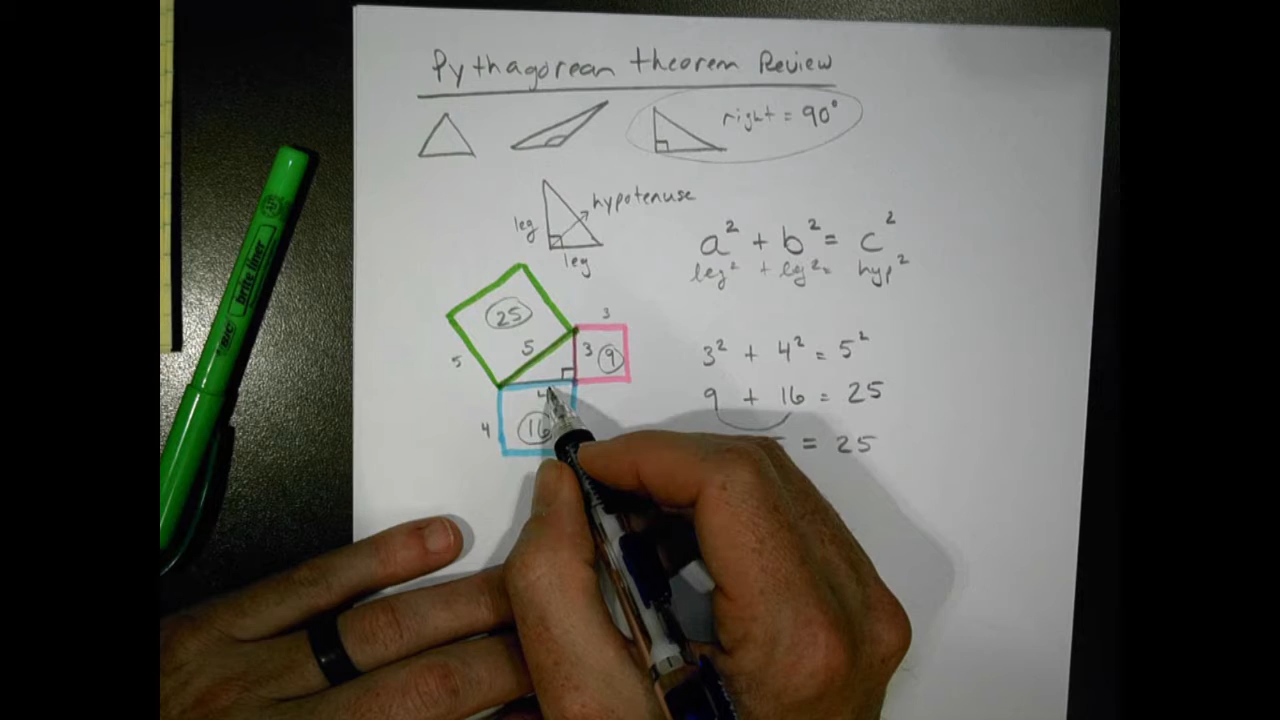 Pythagorean theorem Review
right = 90°
hypotenuse
leg
leg
a² + b² = c²
leg² + leg² = hyp²
25
5
5
3
3
9
4
4
16
3² + 4² = 5²
9 + 16 = 25
= 25
BIC brite liner